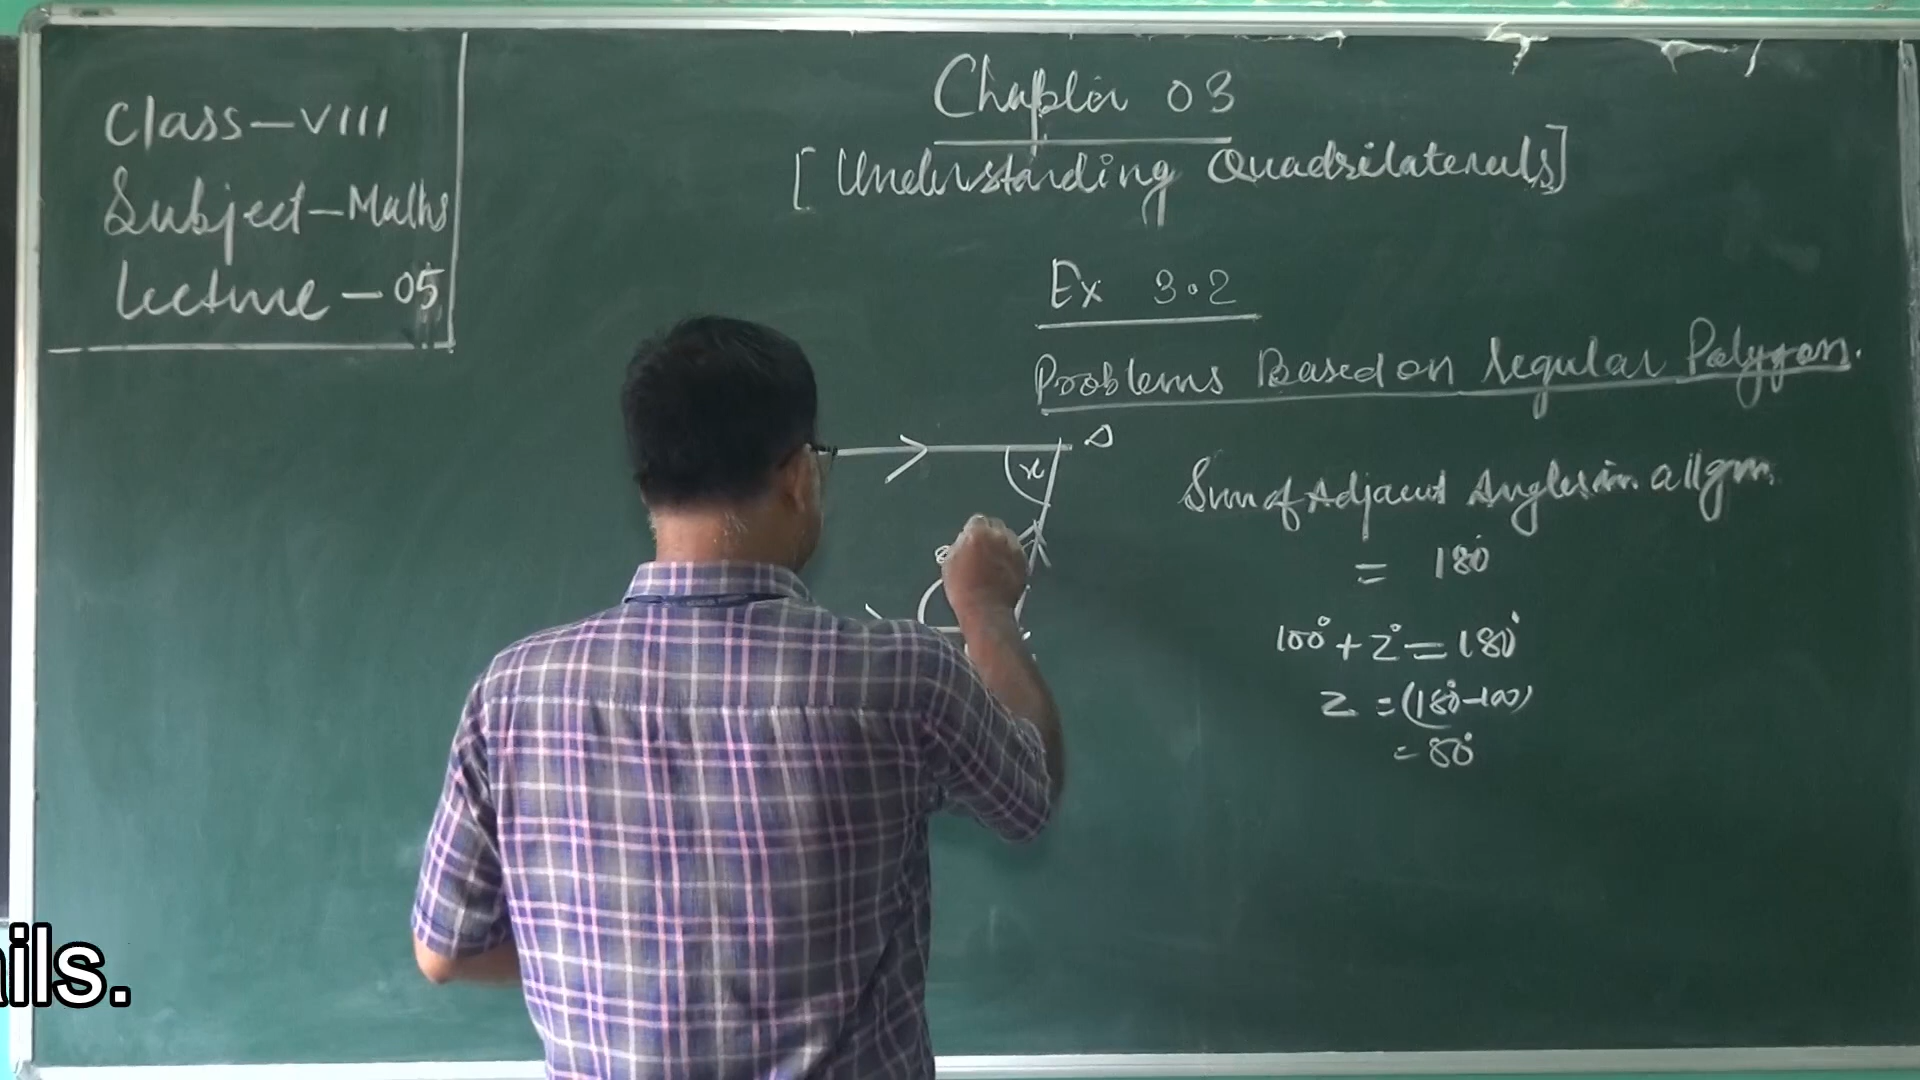 Class-VIII
Subject-Maths
Lecture-05
Chapter 03
[Understanding Quadrilaterals]
Ex 3.2
Problems Based on regular Polygon.
D
x
Sum of Adjacent Angles in a llgm.
= 180°
100° + z° = 180°
z = (180°-100)
= 80°
ils.